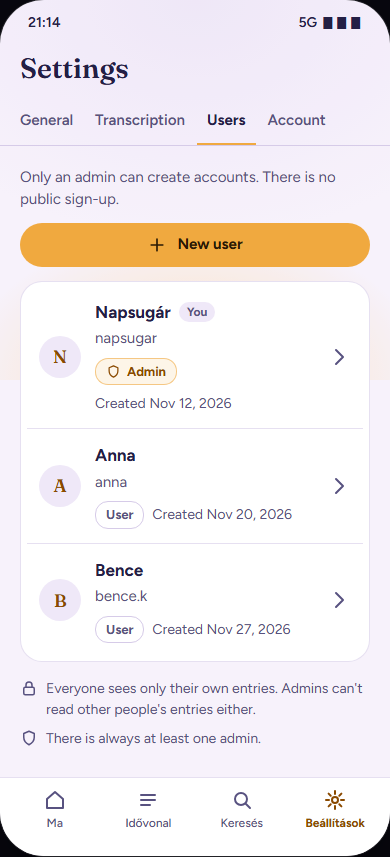 21:14
5G
Settings
General Transcription Users Account
Only an admin can create accounts. There is no
public sign-up.
New user
N
Napsugár You
napsugar
Admin
Created Nov 12, 2026
A
Anna
anna
User Created Nov 20, 2026
B
Bence
bence.k
User Created Nov 27, 2026
Everyone sees only their own entries. Admins can't
read other people's entries either.
There is always at least one admin.
Ma Idővonal Keresés Beállítások